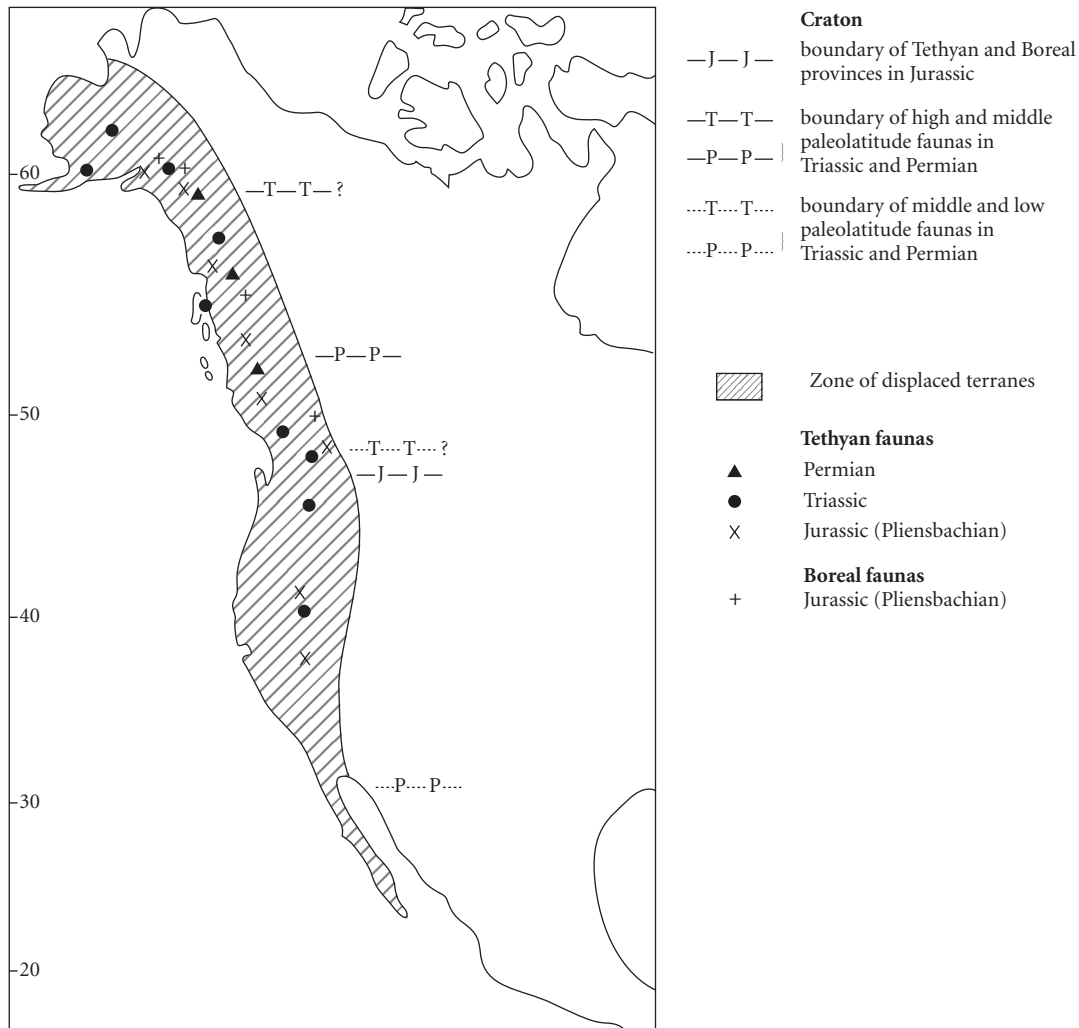 60
50
40
30
20
—T—T— ?
—P—P—
....T....T.... ?
—J—J—
....P....P....
Craton
—J—J—
boundary of Tethyan and Boreal
provinces in Jurassic
—T—T—
—P—P—
boundary of high and middle
paleolatitude faunas in
Triassic and Permian
....T....T....
....P....P....
boundary of middle and low
paleolatitude faunas in
Triassic and Permian
Zone of displaced terranes
Tethyan faunas
Permian
Triassic
Jurassic (Pliensbachian)
Boreal faunas
Jurassic (Pliensbachian)